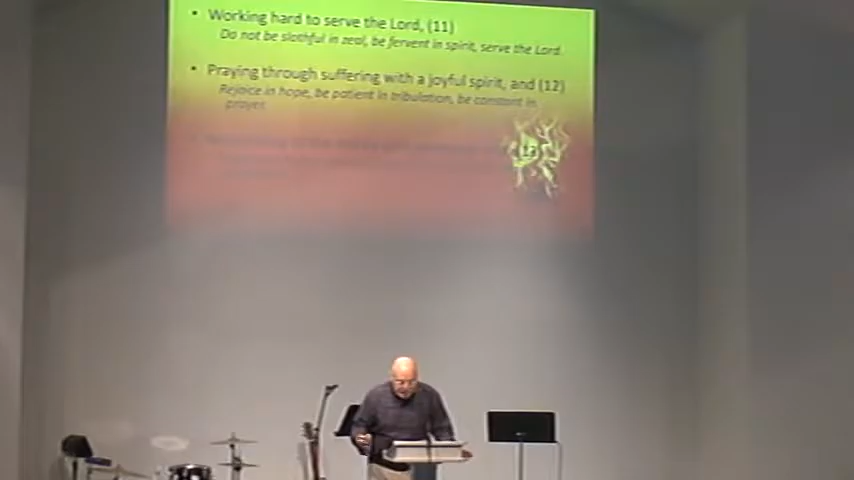 • Working hard to serve the Lord, (11)
Do not be slothful in zeal, be fervent in spirit, serve the Lord.
• Praying through suffering with a joyful spirit, and (12)
Rejoice in hope, be patient in tribulation, be constant in
prayer.